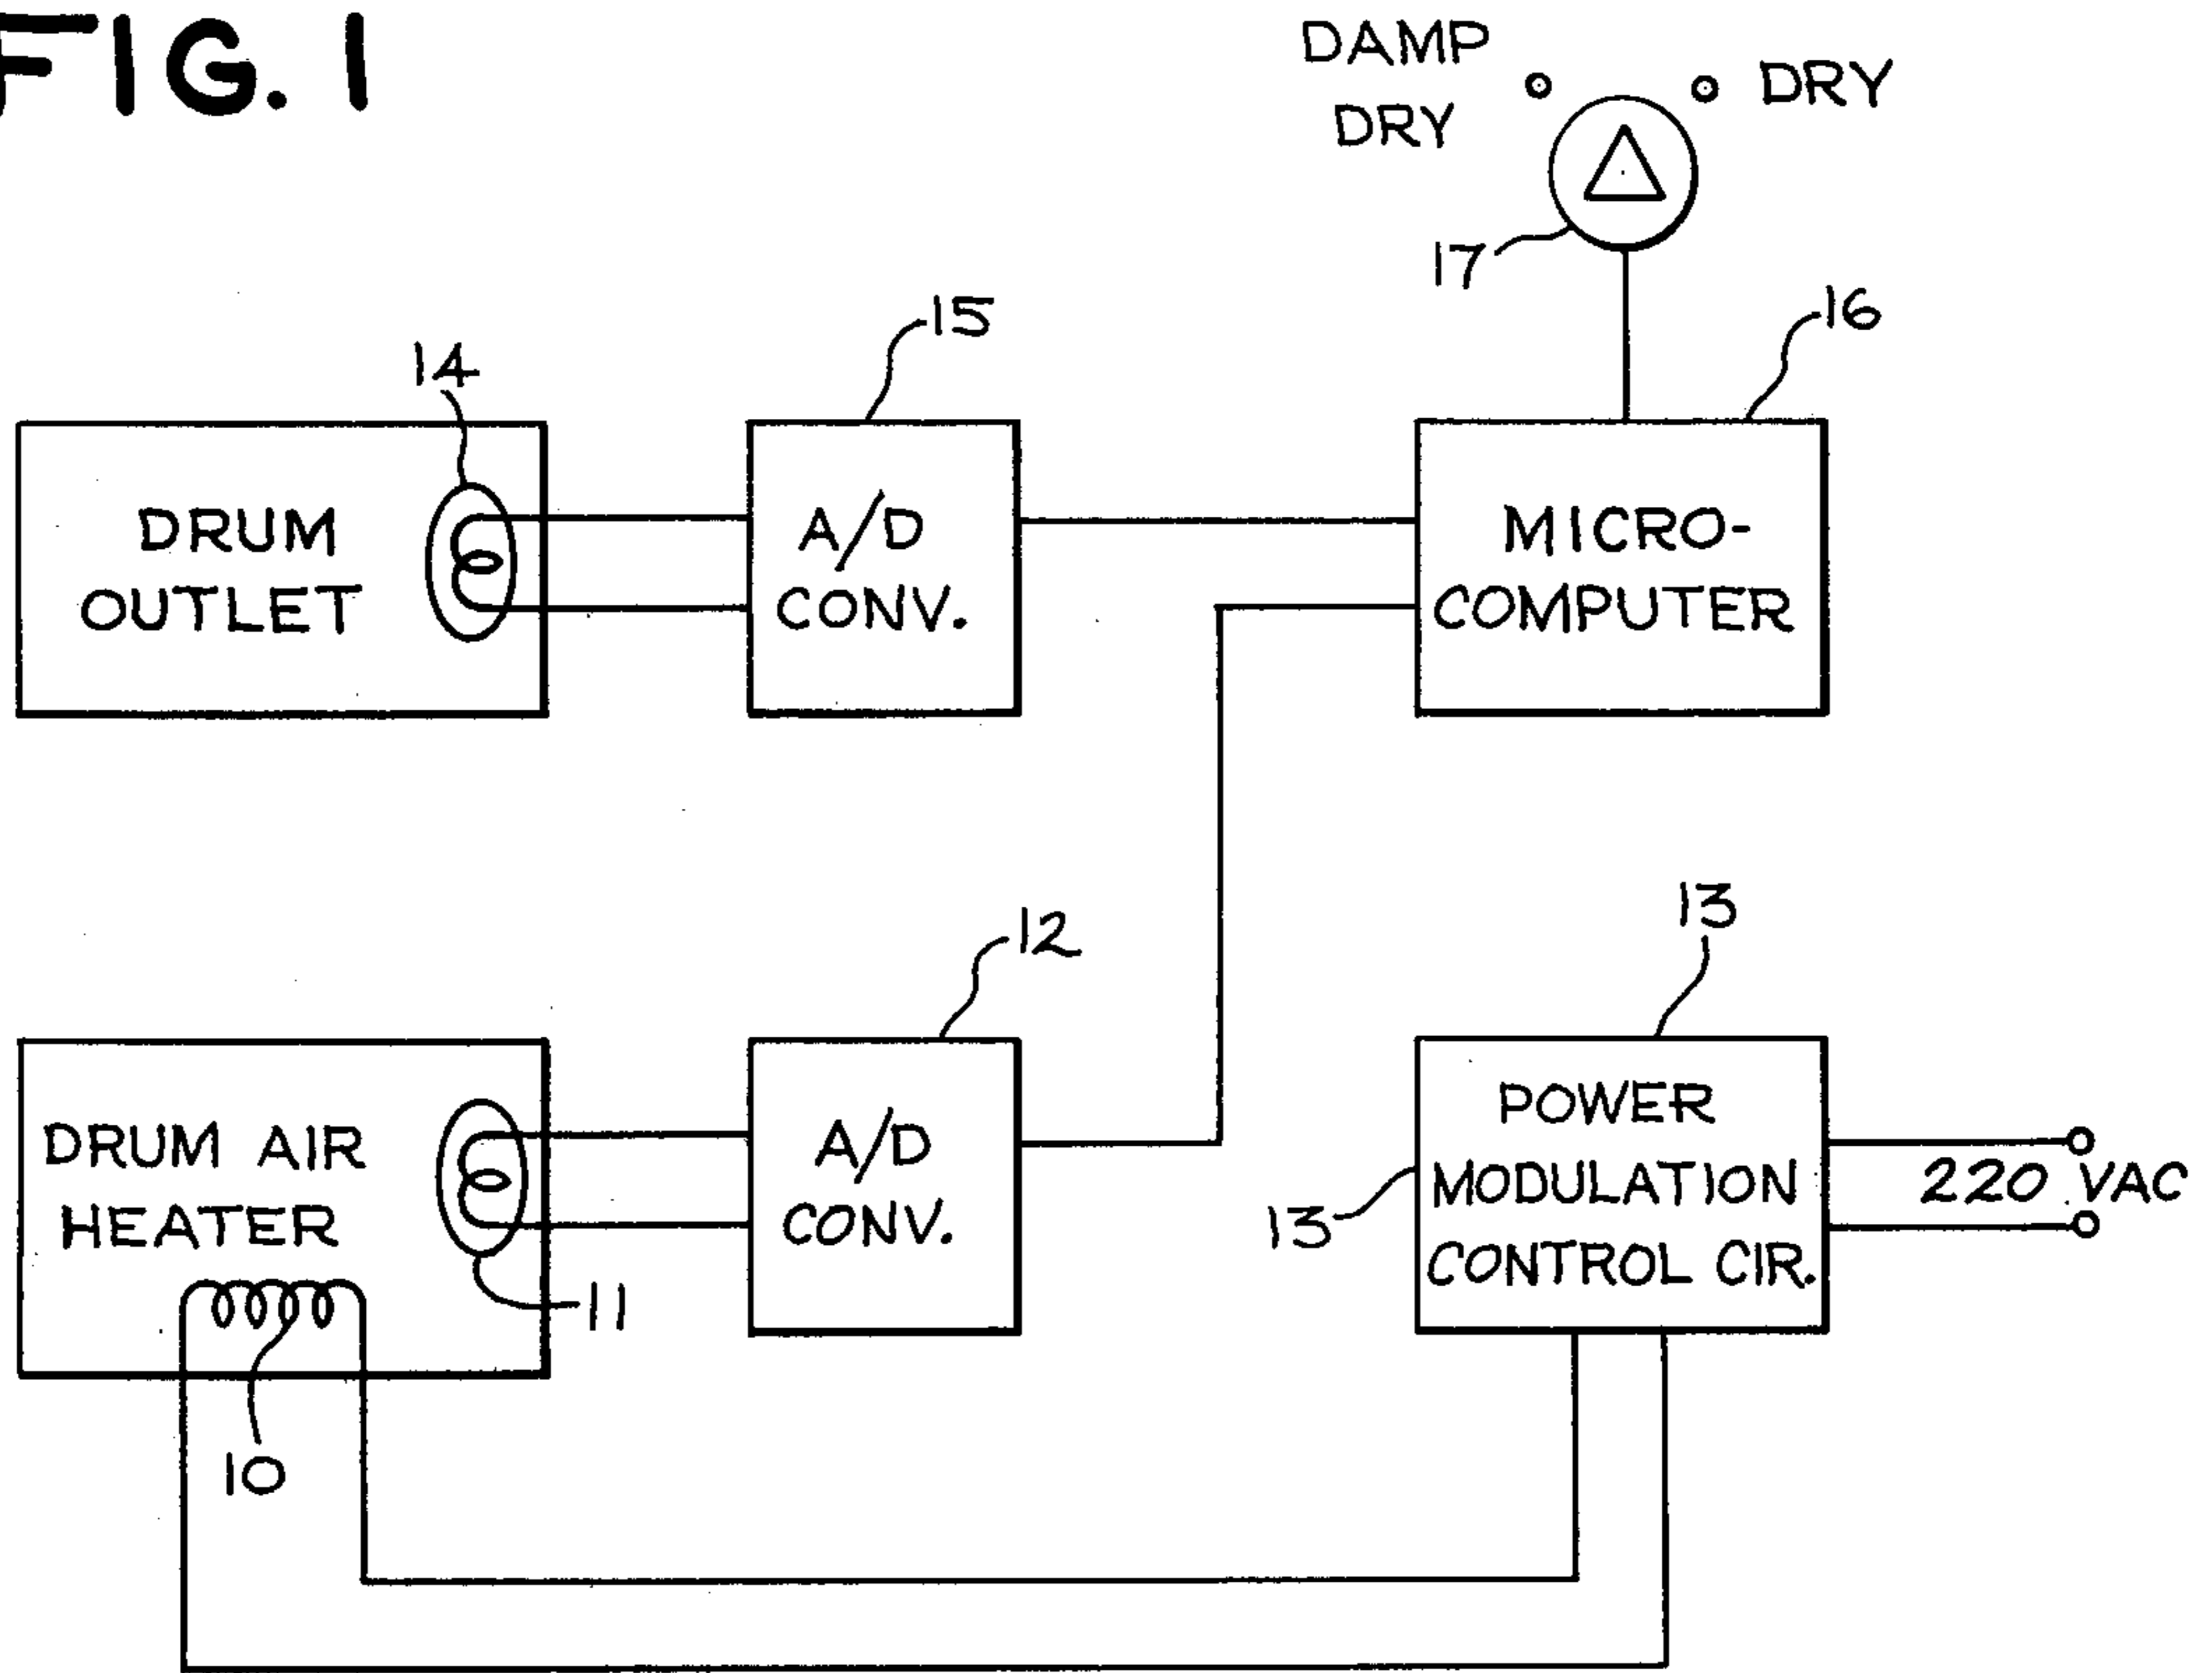 FIG. 1
DAMP
DRY
DRY
17
16
15
14
DRUM
OUTLET
A/D
CONV.
MICRO-
COMPUTER
13
12
DRUM AIR
HEATER
11
10
A/D
CONV.
13
POWER
MODULATION
CONTROL CIR.
220 VAC